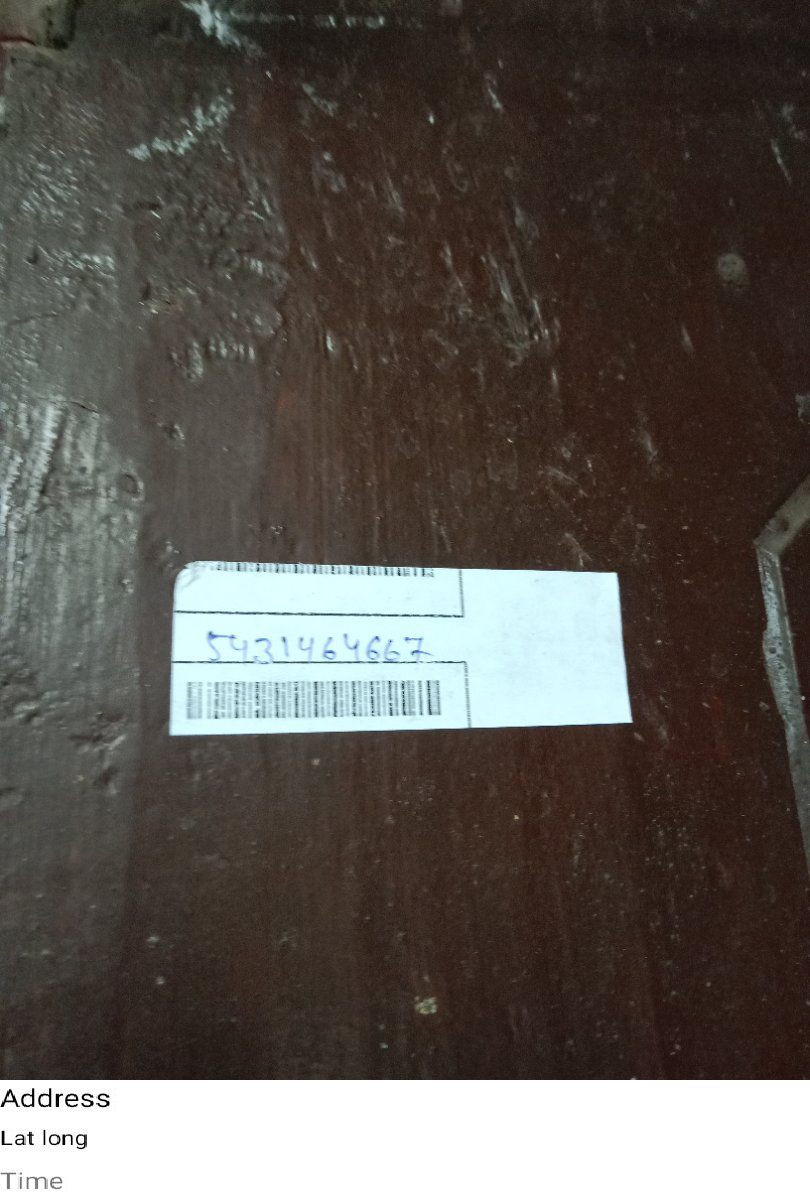 5431464667
Address
Lat long
Time